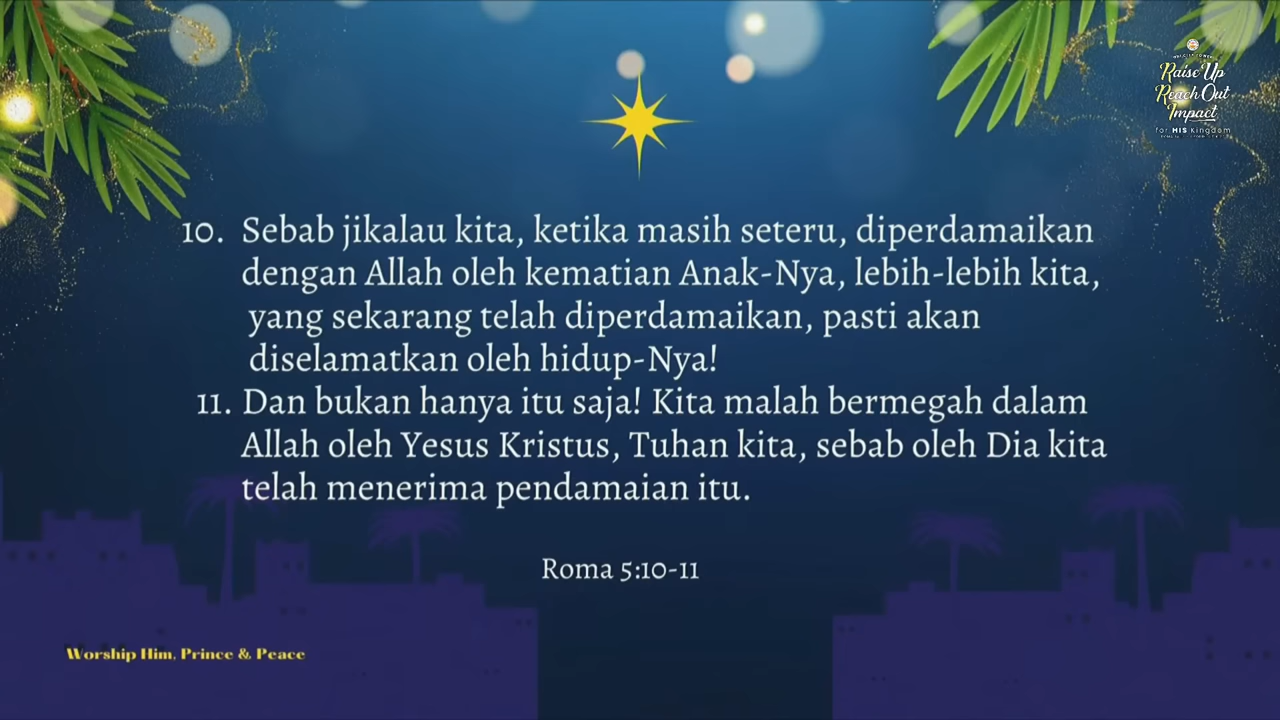 Raise Up
Reach Out
Impact
for HIS Kingdom
10. Sebab jikalau kita, ketika masih seteru, diperdamaikan
dengan Allah oleh kematian Anak-Nya, lebih-lebih kita,
yang sekarang telah diperdamaikan, pasti akan
diselamatkan oleh hidup-Nya!
11. Dan bukan hanya itu saja! Kita malah bermegah dalam
Allah oleh Yesus Kristus, Tuhan kita, sebab oleh Dia kita
telah menerima pendamaian itu.
Roma 5:10-11
Worship Him, Prince & Peace